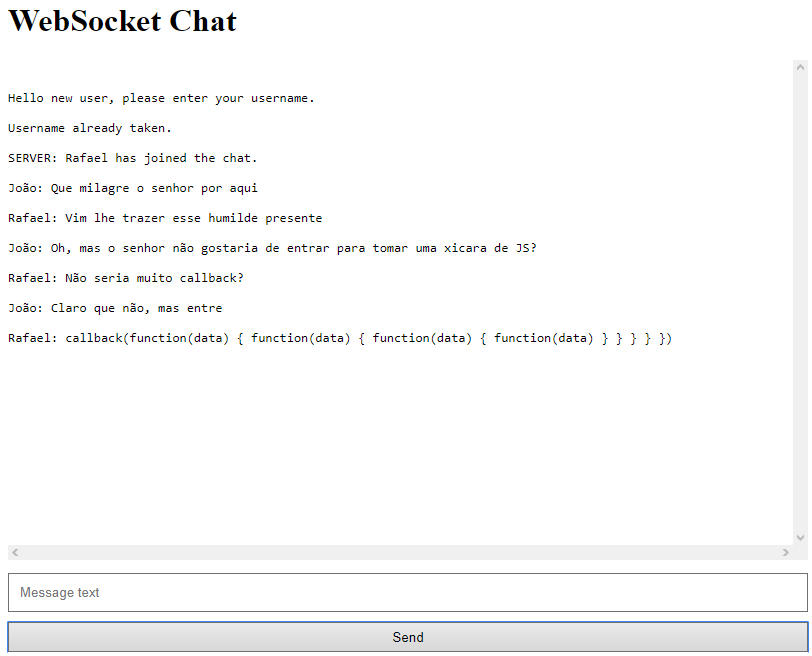 WebSocket Chat
Hello new user, please enter your username.
Username already taken.
SERVER: Rafael has joined the chat.
João: Que milagre o senhor por aqui
Rafael: Vim lhe trazer esse humilde presente
João: Oh, mas o senhor não gostaria de entrar para tomar uma xicara de JS?
Rafael: Não seria muito callback?
João: Claro que não, mas entre
Rafael: callback(function(data) { function(data) { function(data) { function(data) } } } } })
Message text
Send